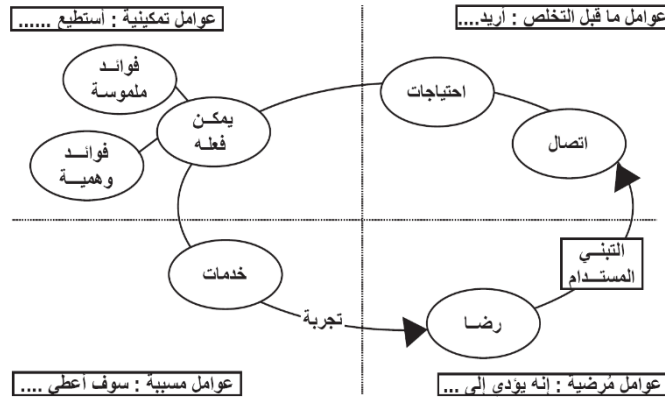 عوامل ما قبل التخلص : أريد....
عوامل تمكينية : أستطيع ......
فوائد
ملموسة
احتياجات
يمكن
فعله
اتصال
فوائد
وهمية
التبني
المستدام
خدمات
تجربة
رضا
عوامل مُرضية : إنه يؤدي إلى ...
عوامل مسببة : سوف أعطي ....